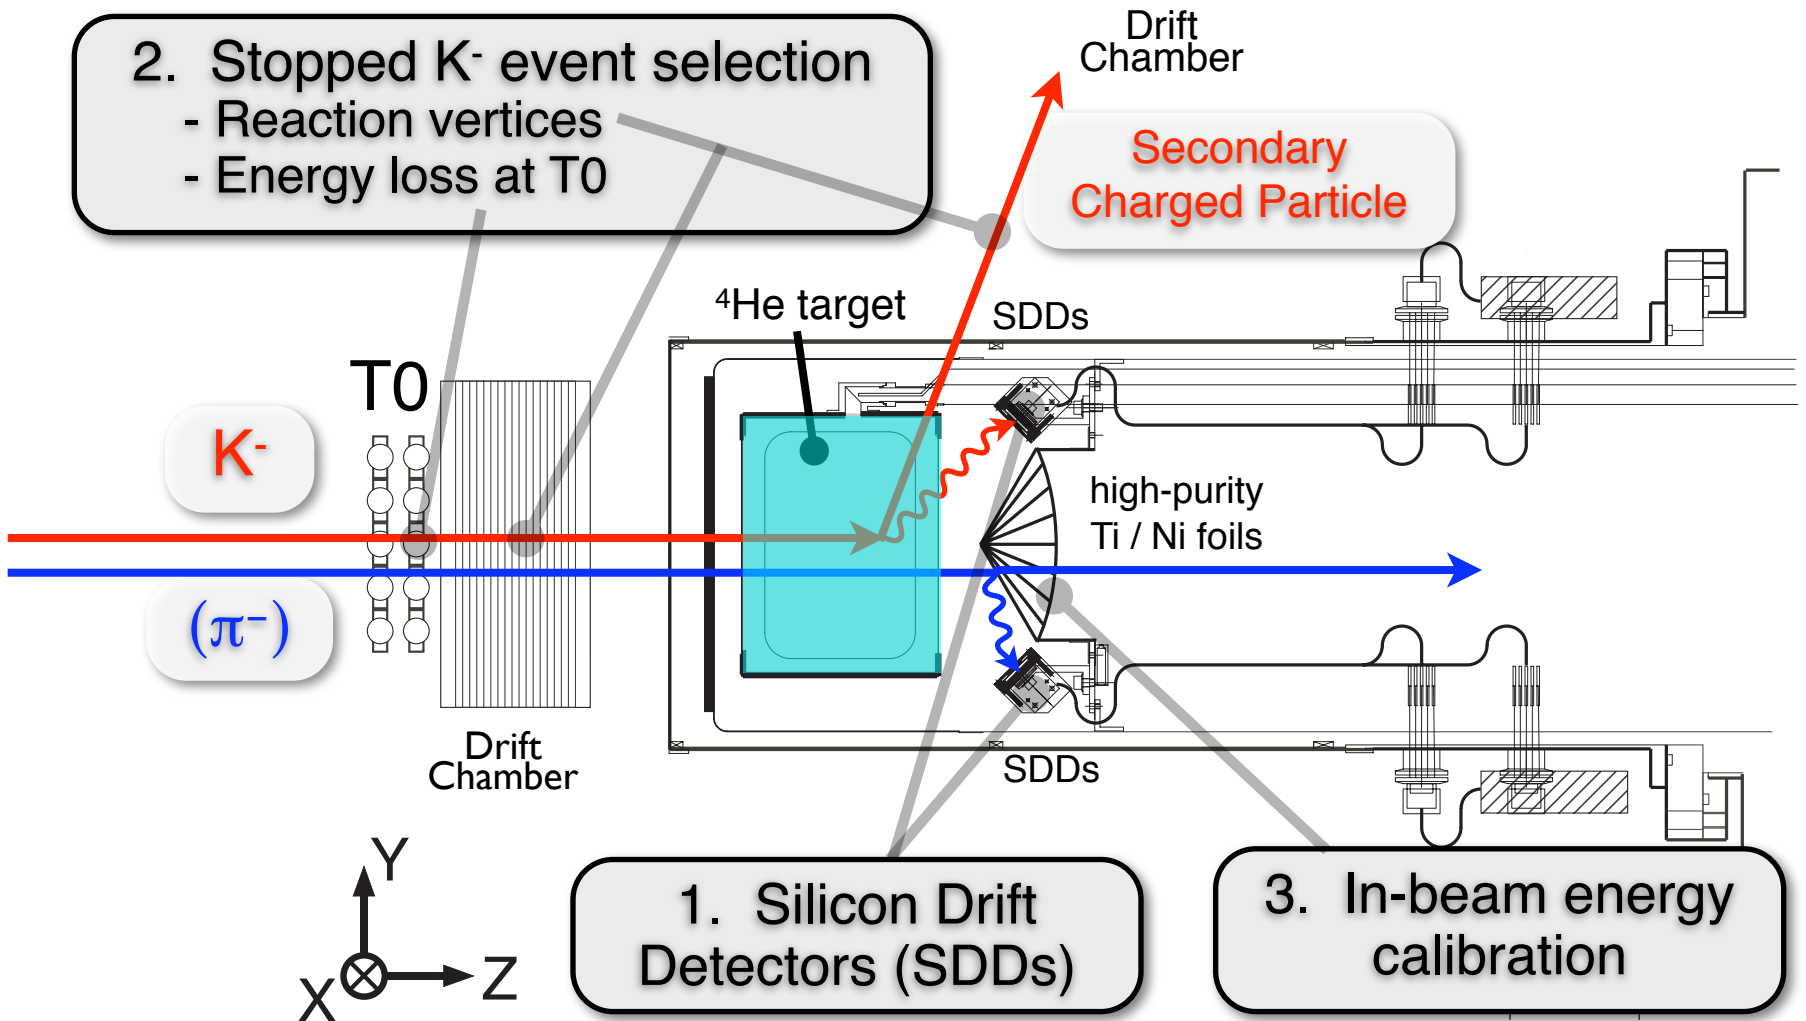 2. Stopped K⁻ event selection
- Reaction vertices
- Energy loss at T0
Drift
Chamber
Secondary
Charged Particle
⁴He target
SDDs
T0
K⁻
high-purity
Ti / Ni foils
(π⁻)
Drift
Chamber
SDDs
Y
Z
X
1. Silicon Drift
Detectors (SDDs)
3. In-beam energy
calibration